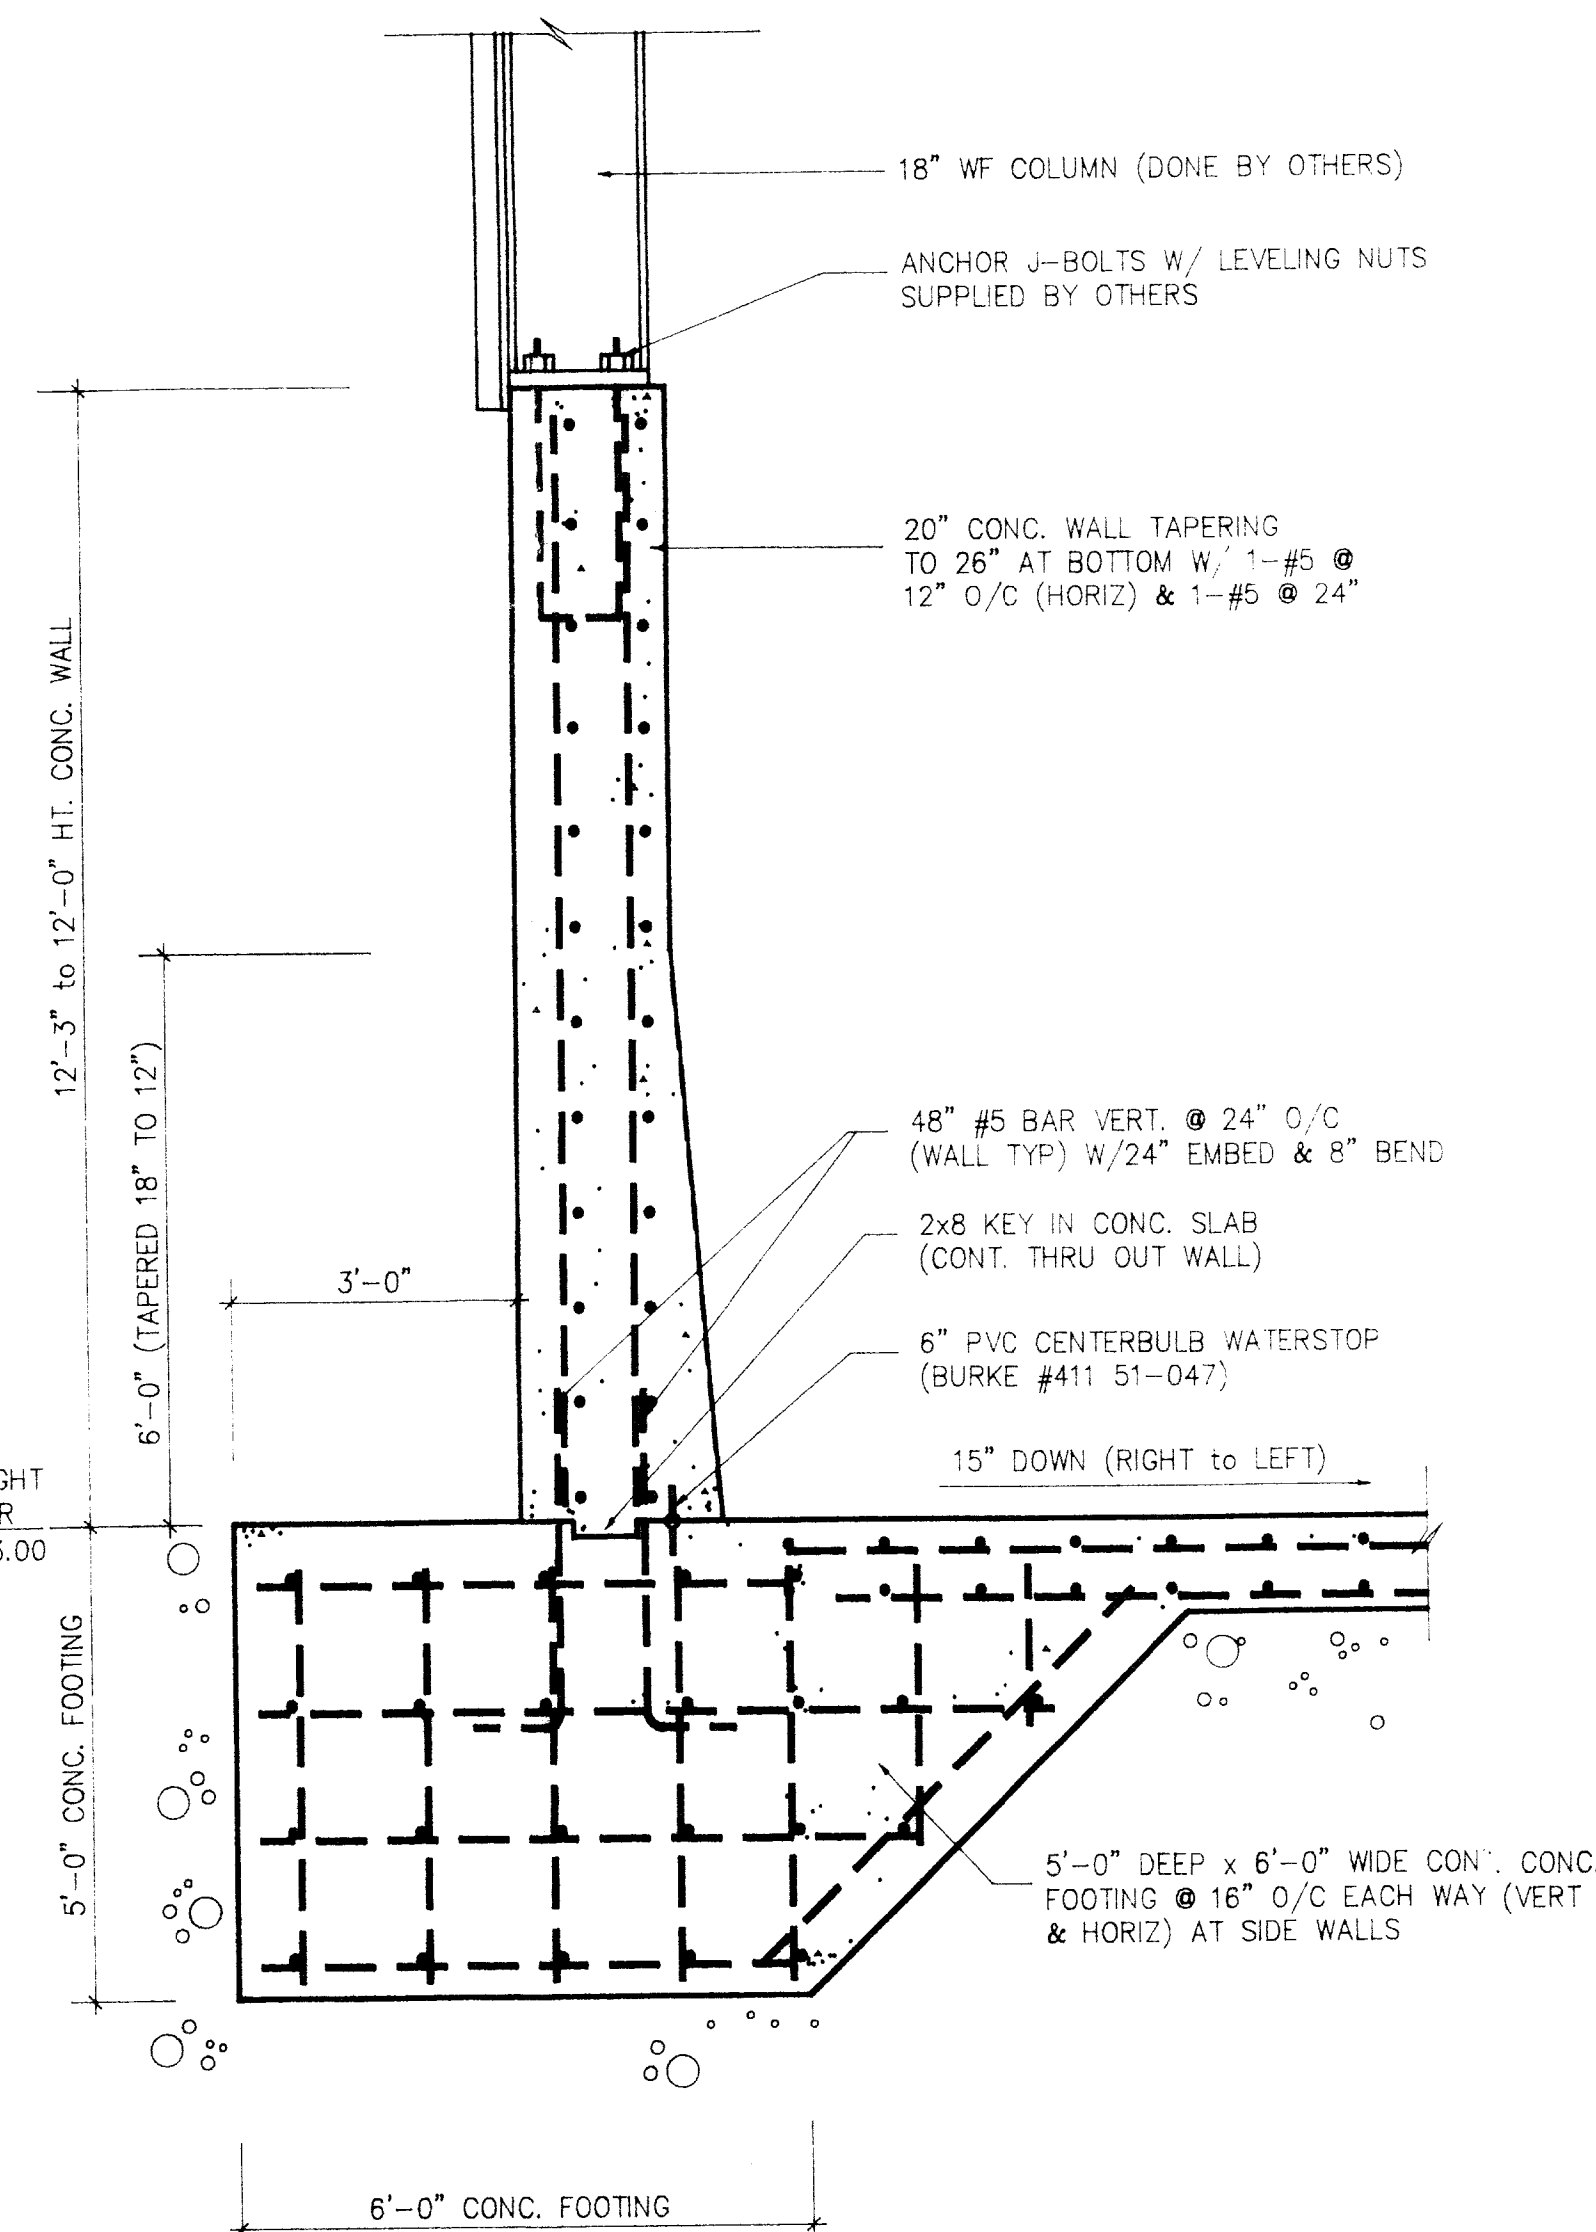 18" WF COLUMN (DONE BY OTHERS)
ANCHOR J-BOLTS W/ LEVELING NUTS
SUPPLIED BY OTHERS
20" CONC. WALL TAPERING
TO 26" AT BOTTOM W/ 1-#5 @
12" O/C (HORIZ) & 1-#5 @ 24"
12'-3" to 12'-0" HT. CONC. WALL
6'-0" (TAPERED 18" TO 12")
3'-0"
48" #5 BAR VERT. @ 24" O/C
(WALL TYP) W/24" EMBED & 8" BEND
2x8 KEY IN CONC. SLAB
(CONT. THRU OUT WALL)
6" PVC CENTERBULB WATERSTOP
(BURKE #411 51-047)
15" DOWN (RIGHT to LEFT)
GHT
R
.00
5'-0" CONC. FOOTING
5'-0" DEEP x 6'-0" WIDE CON. CONC.
FOOTING @ 16" O/C EACH WAY (VERT
& HORIZ) AT SIDE WALLS
6'-0" CONC. FOOTING